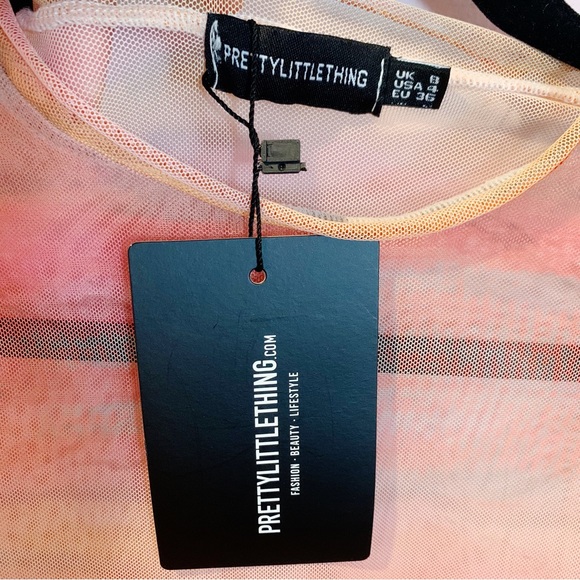 PRETTYLITTLETHING
UK 8
USA 4
EU 36
PRETTYLITTLETHING.COM
FASHION · BEAUTY · LIFESTYLE